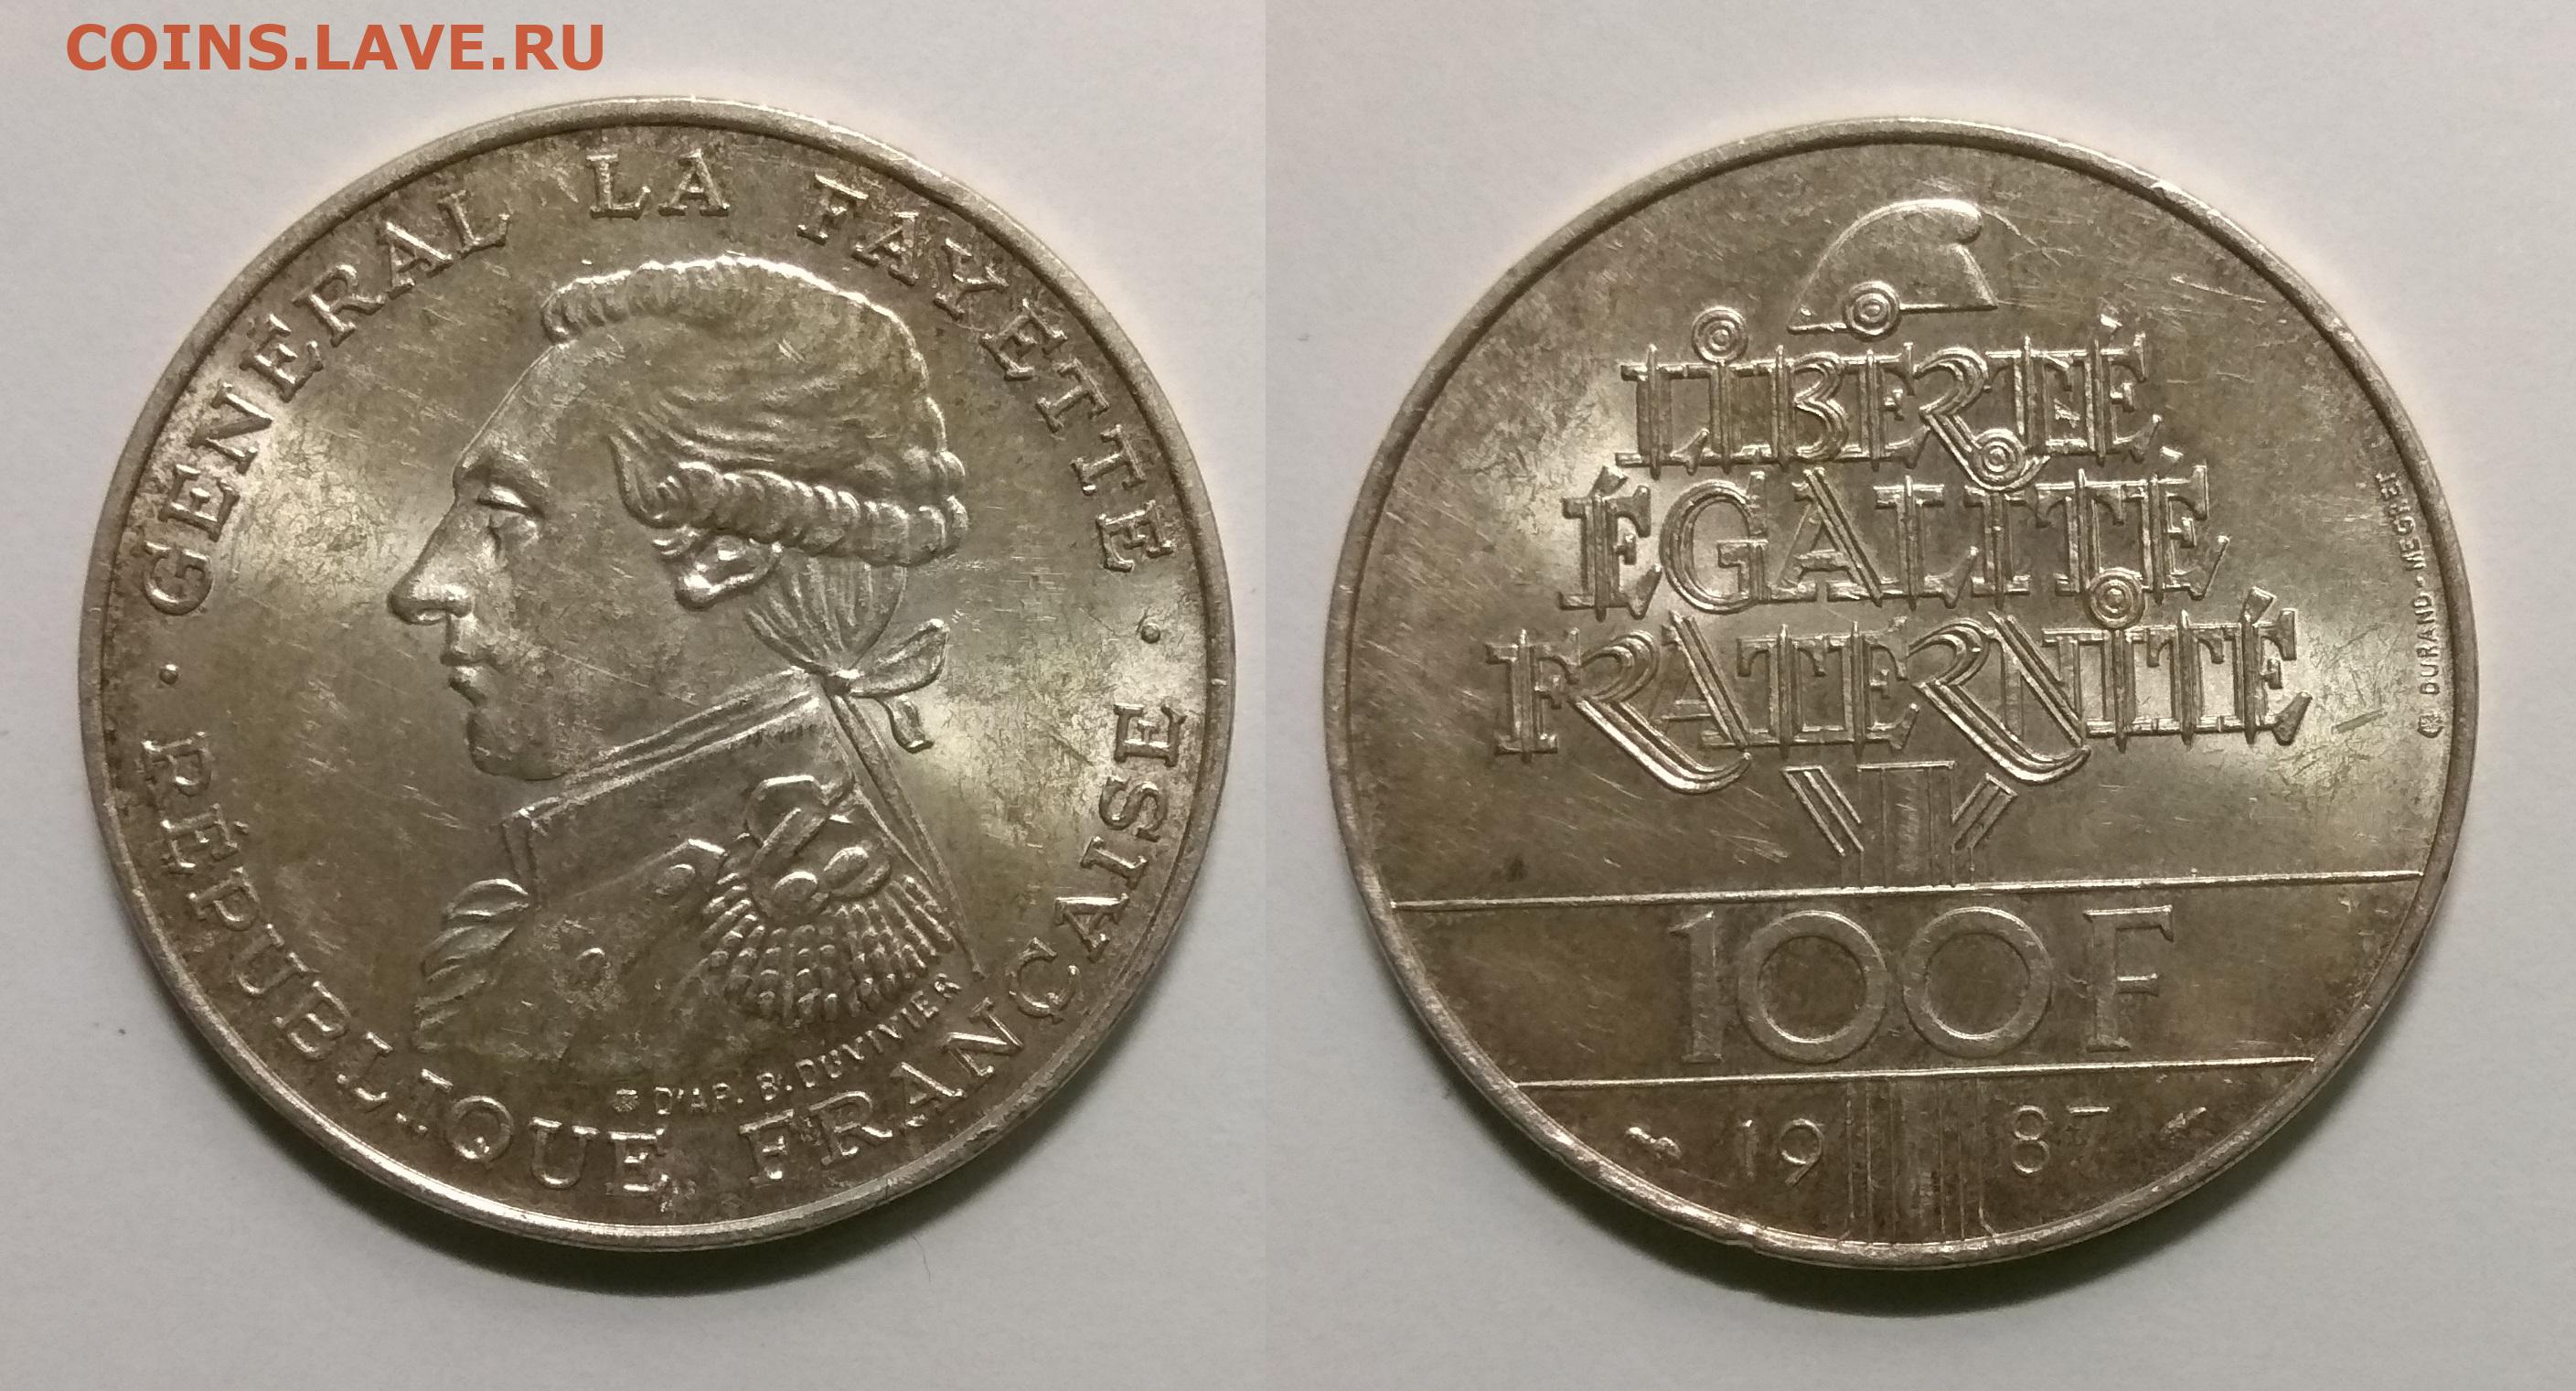 COINS.LAVE.RU
· GÉNÉRAL LA FAYETTE ·
RÉPUBLIQUE FRANÇAISE
D'AP. B. DUVIVIER
LIBERTÉ
ÉGALITÉ
FRATERNITÉ
DURAND-MEGRET
100 F
19 87